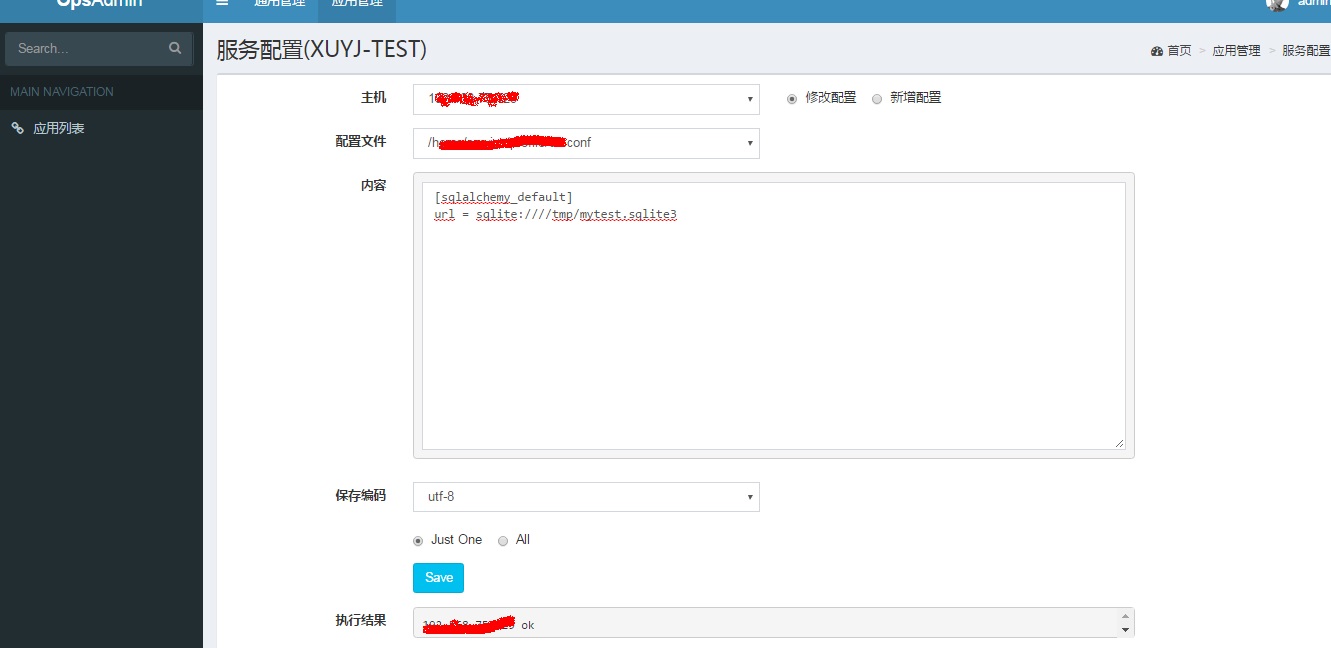 OpsAdmin
通用管理 应用管理 admin
Search...
服务配置(XUYJ-TEST) 首页 > 应用管理 > 服务配置
MAIN NAVIGATION
应用列表
主机 修改配置 新增配置
配置文件 conf
内容
[sqlalchemy_default]
url = sqlite:////tmp/mytest.sqlite3
保存编码 utf-8
Just One All
Save
执行结果 ok